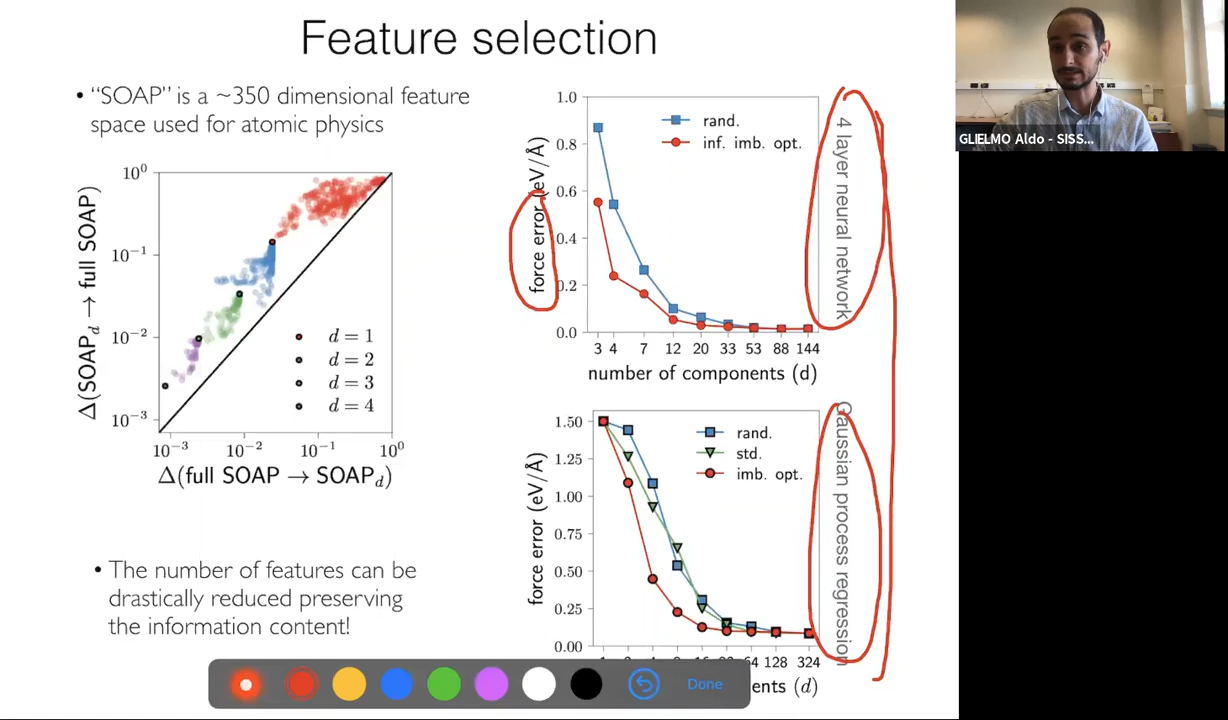 Feature selection
• “SOAP” is a ~350 dimensional feature
space used for atomic physics
10⁰
10⁻¹
10⁻²
10⁻³
Δ(SOAP_d → full SOAP)
d = 1
d = 2
d = 3
d = 4
10⁻³ 10⁻² 10⁻¹ 10⁰
Δ(full SOAP → SOAP_d)
• The number of features can be
drastically reduced preserving
the information content!
1.0
0.8
0.6
0.4
0.2
0.0
force error (eV/Å)
rand.
inf. imb. opt.
3 4 7 12 20 33 53 88 144
number of components (d)
4 layer neural network
1.50
1.25
1.00
0.75
0.50
0.25
0.00
force error (eV/Å)
rand.
std.
imb. opt.
64 128 324
(d)
Gaussian process regression
GLIELMO Aldo - SISS...
Done